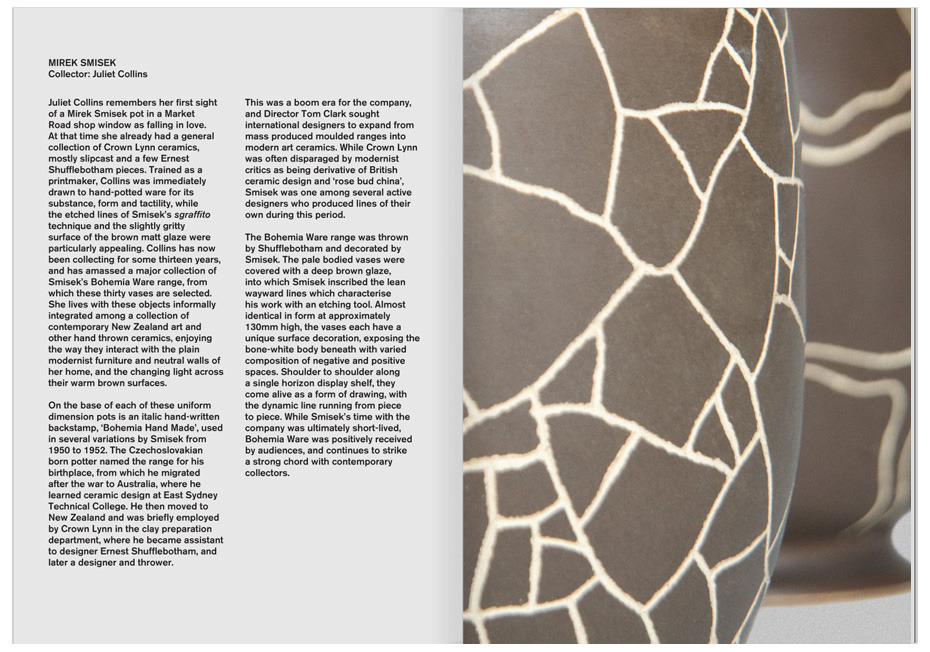 MIREK SMISEK
Collector: Juliet Collins
Juliet Collins remembers her first sight
of a Mirek Smisek pot in a Market
Road shop window as falling in love.
At that time she already had a general
collection of Crown Lynn ceramics,
mostly slipcast and a few Ernest
Shufflebotham pieces. Trained as a
printmaker, Collins was immediately
drawn to hand-potted ware for its
substance, form and tactility, while
the etched lines of Smisek's sgraffito
technique and the slightly gritty
surface of the brown matt glaze were
particularly appealing. Collins has now
been collecting for some thirteen years,
and has amassed a major collection of
Smisek's Bohemia Ware range, from
which these thirty vases are selected.
She lives with these objects informally
integrated among a collection of
contemporary New Zealand art and
other hand thrown ceramics, enjoying
the way they interact with the plain
modernist furniture and neutral walls of
her home, and the changing light across
their warm brown surfaces.
On the base of each of these uniform
dimension pots is an italic hand-written
backstamp, 'Bohemia Hand Made', used
in several variations by Smisek from
1950 to 1952. The Czechoslovakian
born potter named the range for his
birthplace, from which he migrated
after the war to Australia, where he
learned ceramic design at East Sydney
Technical College. He then moved to
New Zealand and was briefly employed
by Crown Lynn in the clay preparation
department, where he became assistant
to designer Ernest Shufflebotham, and
later a designer and thrower.
This was a boom era for the company,
and Director Tom Clark sought
international designers to expand from
mass produced moulded ranges into
modern art ceramics. While Crown Lynn
was often disparaged by modernist
critics as being derivative of British
ceramic design and 'rose bud china',
Smisek was one among several active
designers who produced lines of their
own during this period.
The Bohemia Ware range was thrown
by Shufflebotham and decorated by
Smisek. The pale bodied vases were
covered with a deep brown glaze,
into which Smisek inscribed the lean
wayward lines which characterise
his work with an etching tool. Almost
identical in form at approximately
130mm high, the vases each have a
unique surface decoration, exposing the
bone-white body beneath with varied
composition of negative and positive
spaces. Shoulder to shoulder along
a single horizon display shelf, they
come alive as a form of drawing, with
the dynamic line running from piece
to piece. While Smisek's time with the
company was ultimately short-lived,
Bohemia Ware was positively received
by audiences, and continues to strike
a strong chord with contemporary
collectors.